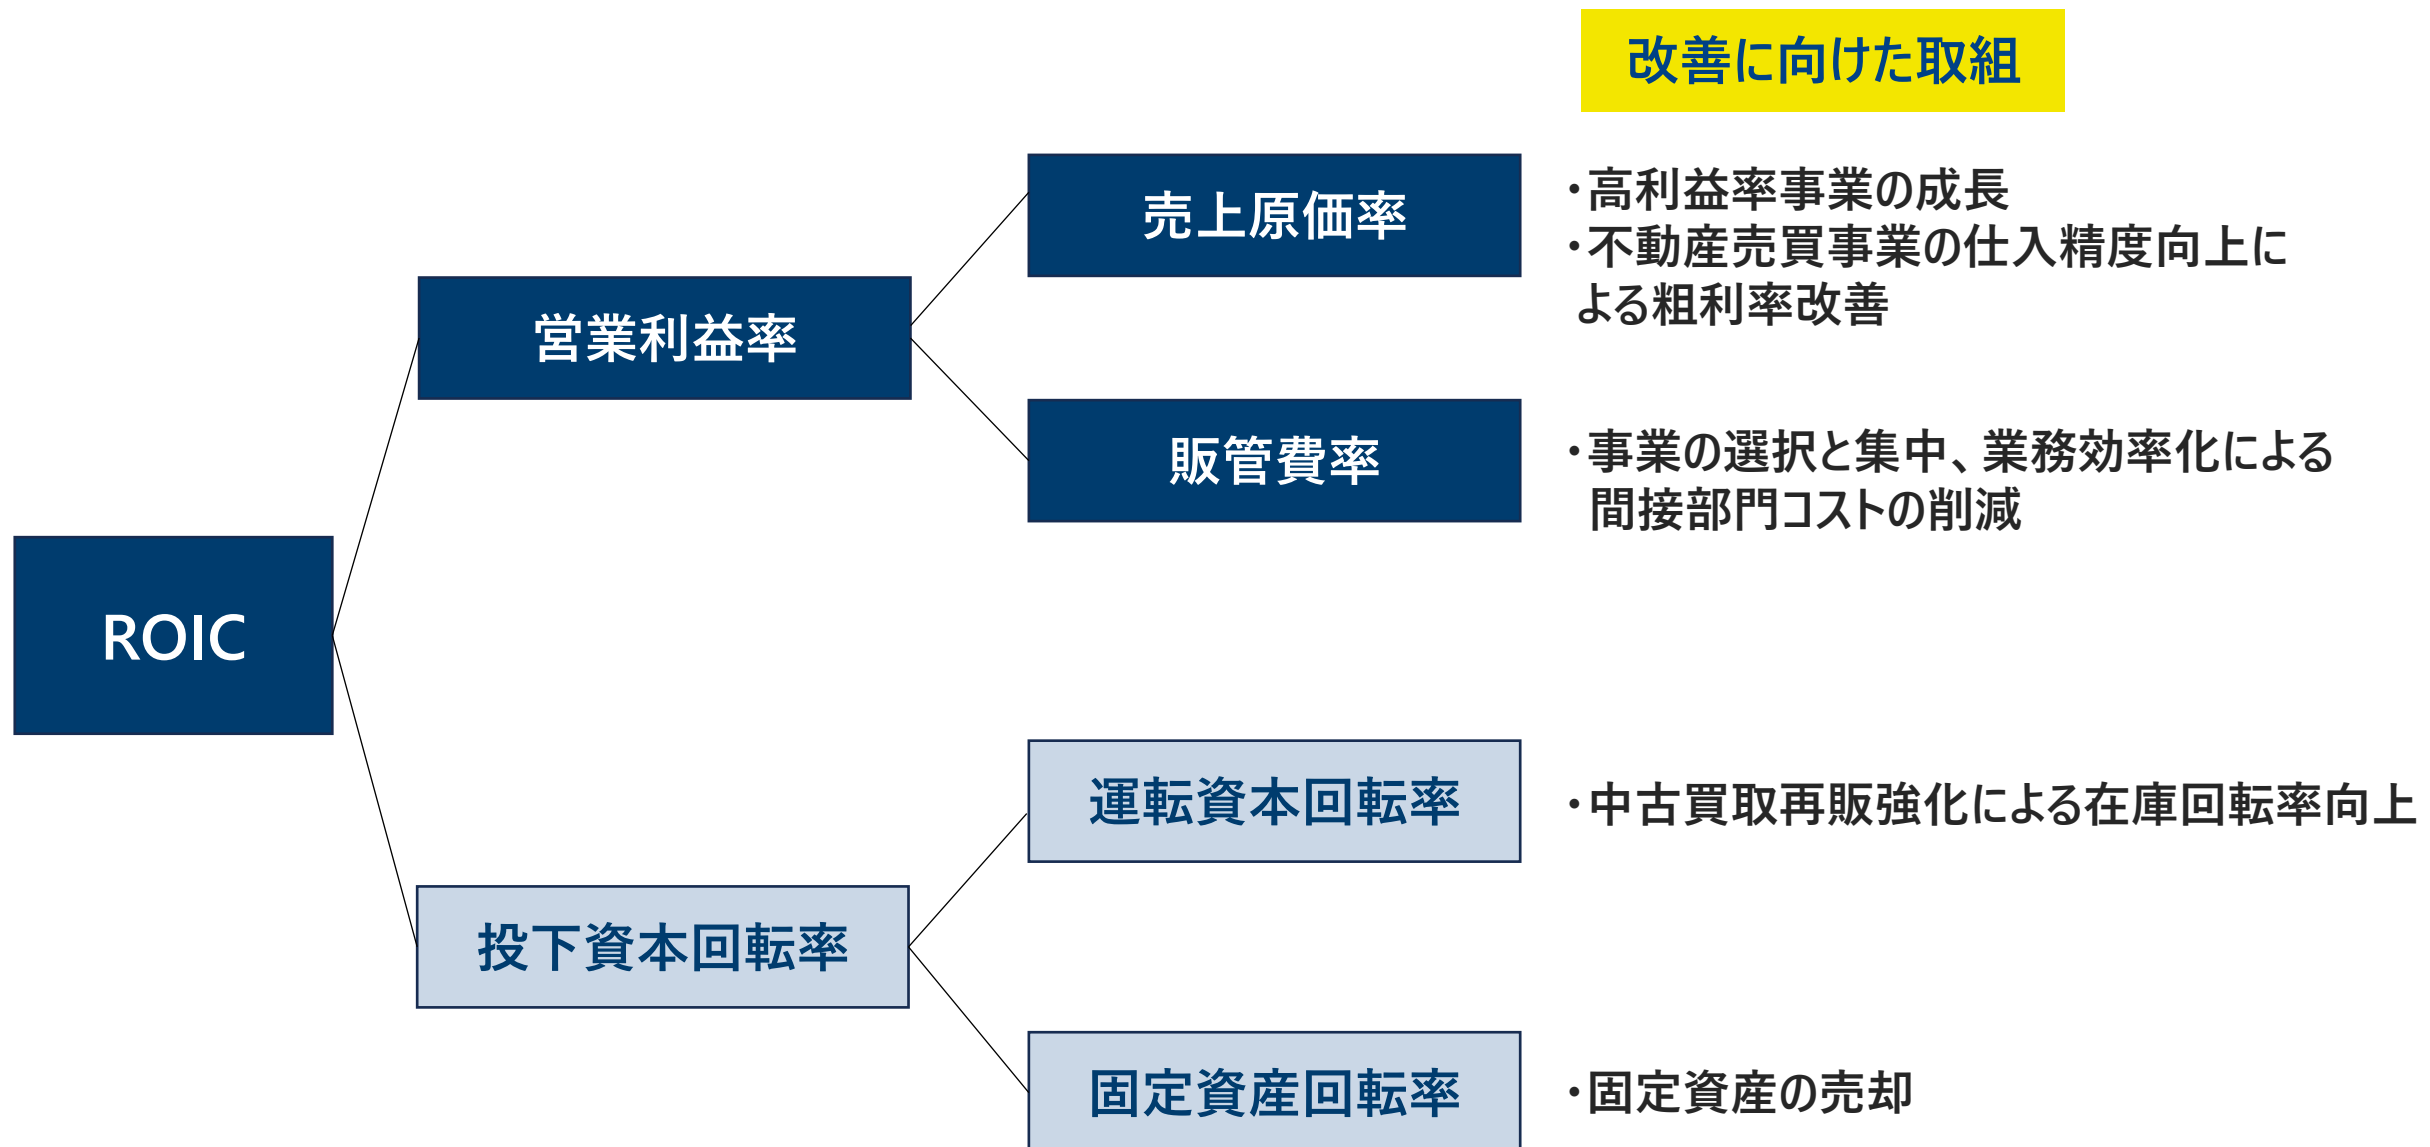 改善に向けた取組
売上原価率
・高利益率事業の成長
・不動産売買事業の仕入精度向上に
よる粗利率改善
営業利益率
販管費率
・事業の選択と集中、業務効率化による
間接部門コストの削減
ROIC
運転資本回転率
・中古買取再販強化による在庫回転率向上
投下資本回転率
固定資産回転率
・固定資産の売却